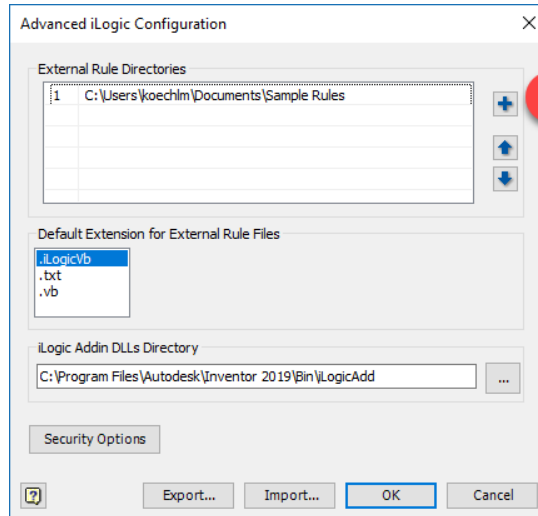 Advanced iLogic Configuration
External Rule Directories
1 C:\Users\koechlm\Documents\Sample Rules
Default Extension for External Rule Files
.iLogicVb
.txt
.vb
iLogic Addin DLLs Directory
C:\Program Files\Autodesk\Inventor 2019\Bin\iLogicAdd
...
Security Options
Export... Import... OK Cancel